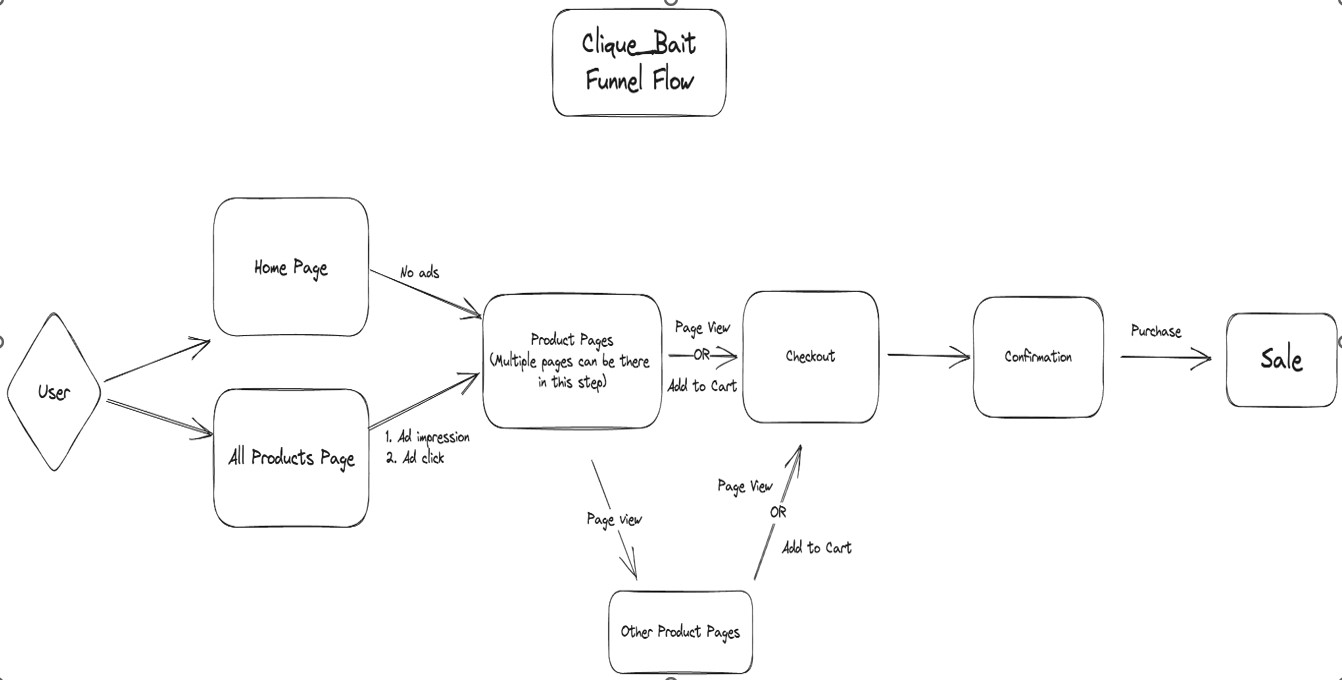 Clique_Bait
Funnel Flow
Home Page
No ads
User
All Products Page
1. Ad impression
2. Ad click
Product Pages
(Multiple pages can be there
in this step)
Page View
OR
Add to Cart
Checkout
Confirmation
Purchase
Sale
Page view
Other Product Pages
Page View
OR
Add to Cart